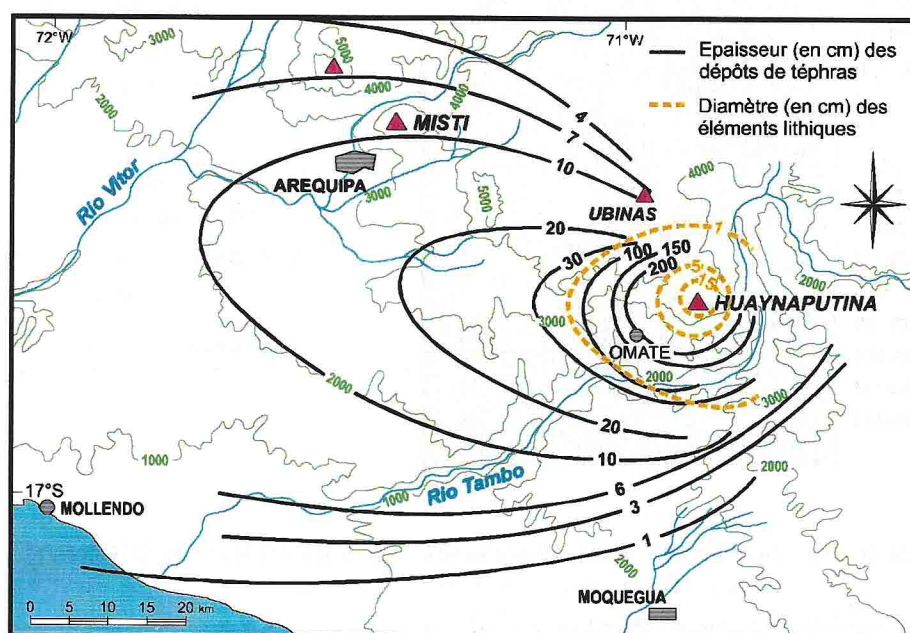 72°W
71°W
Epaisseur (en cm) des
dépôts de téphras
Diamètre (en cm) des
éléments lithiques
3000
5000
4000
2000
4000
4
MISTI
7
10
AREQUIPA
3000
5000
4000
Rio Vitor
UBINAS
20
1
30
100
150
200
5
15
2000
HUAYNAPUTINA
3000
OMATE
2000
2000
3000
20
10
1000
Rio Tambo
1000
6
2000
17°S
MOLLENDO
3
1
2000
MOQUEGUA
0 5 10 15 20 km